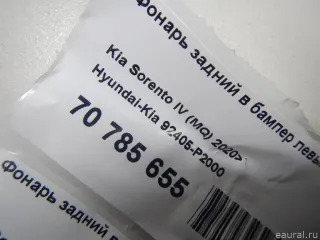 Фонарь задний в бампер левы
Kia Sorento IV (MQ) 2020>
Hyundai-Kia 92405-P2000
70 785 655
Фонарь задний в
eaural.ru